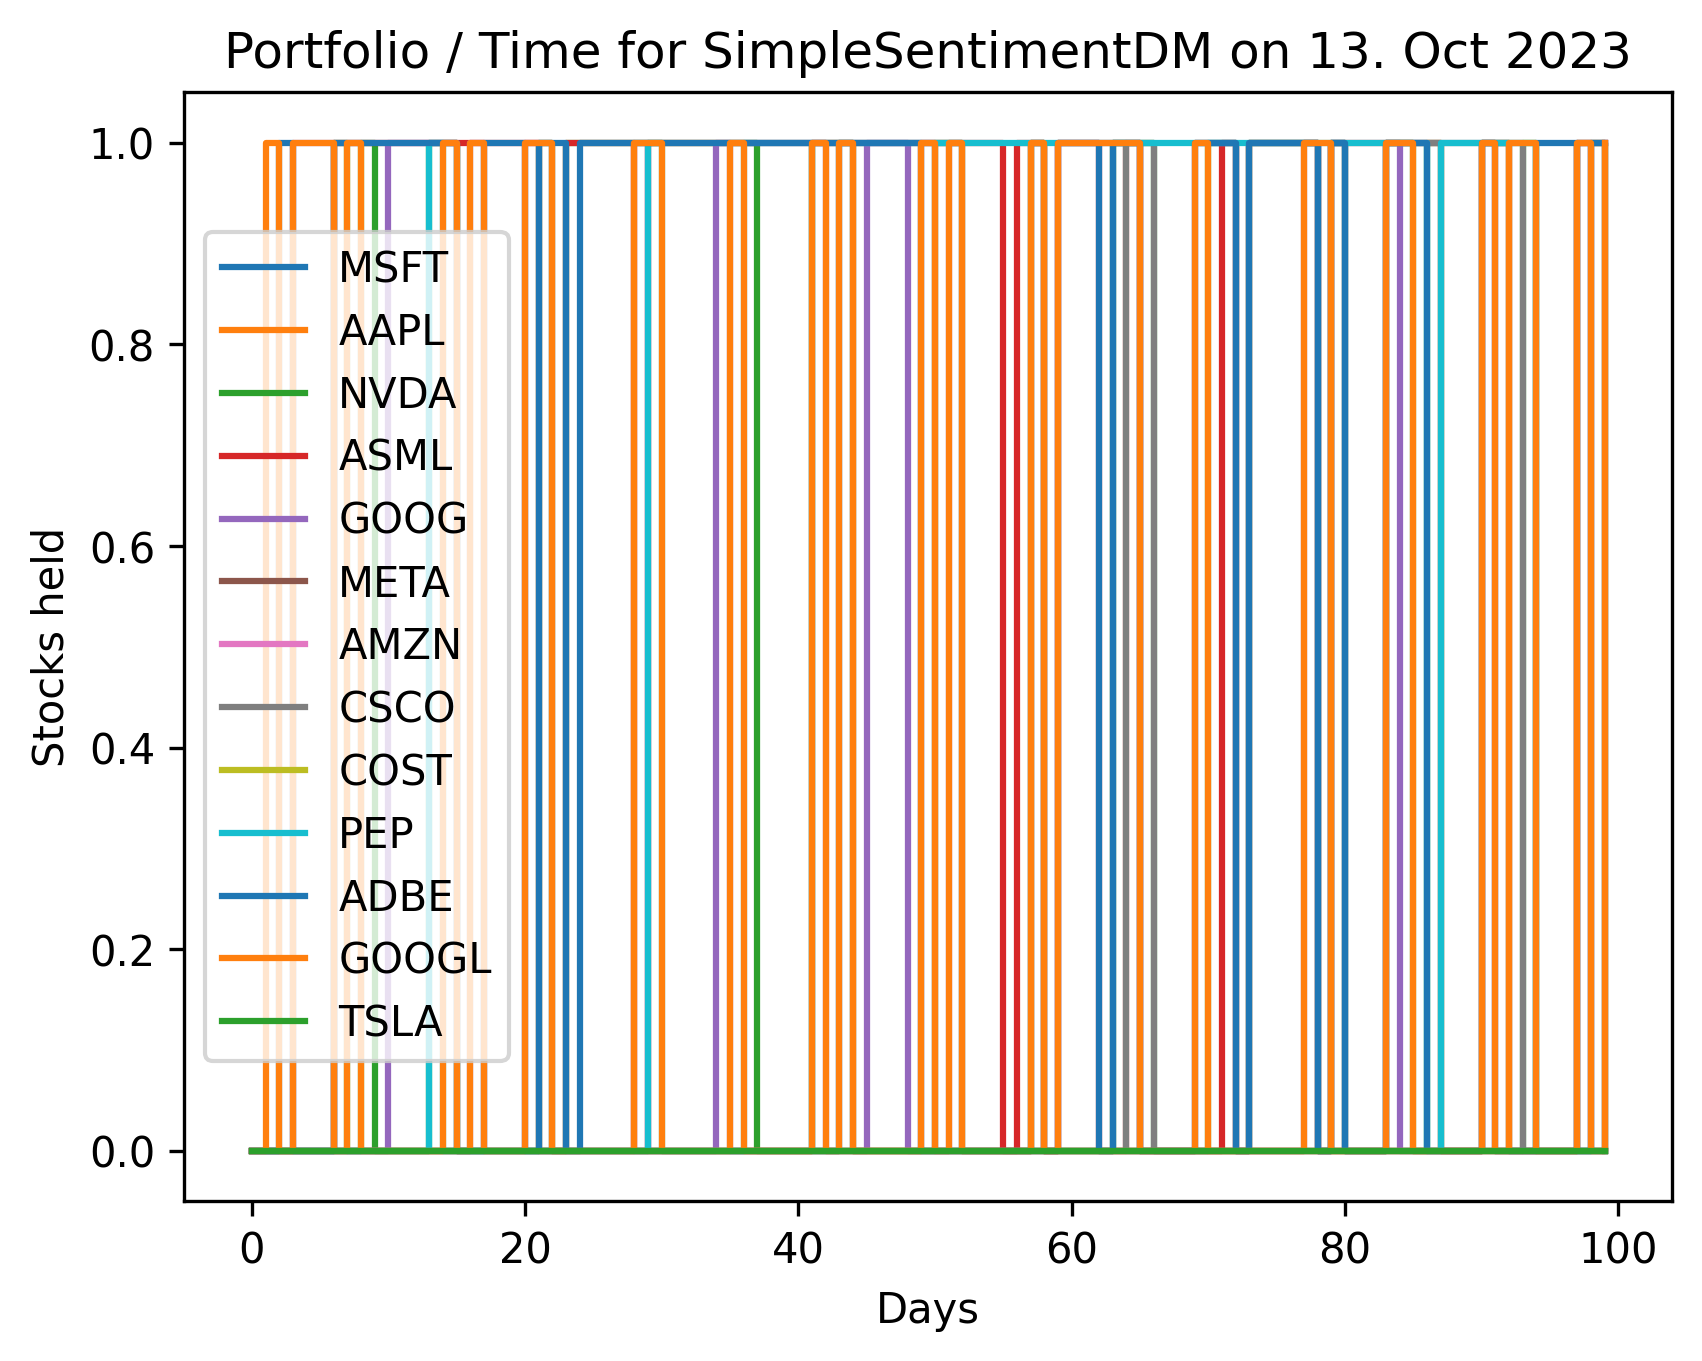 Portfolio / Time for SimpleSentimentDM on 13. Oct 2023
1.0
0.8
0.6
0.4
0.2
0.0
Stocks held
MSFT
AAPL
NVDA
ASML
GOOG
META
AMZN
CSCO
COST
PEP
ADBE
GOOGL
TSLA
0 20 40 60 80 100
Days